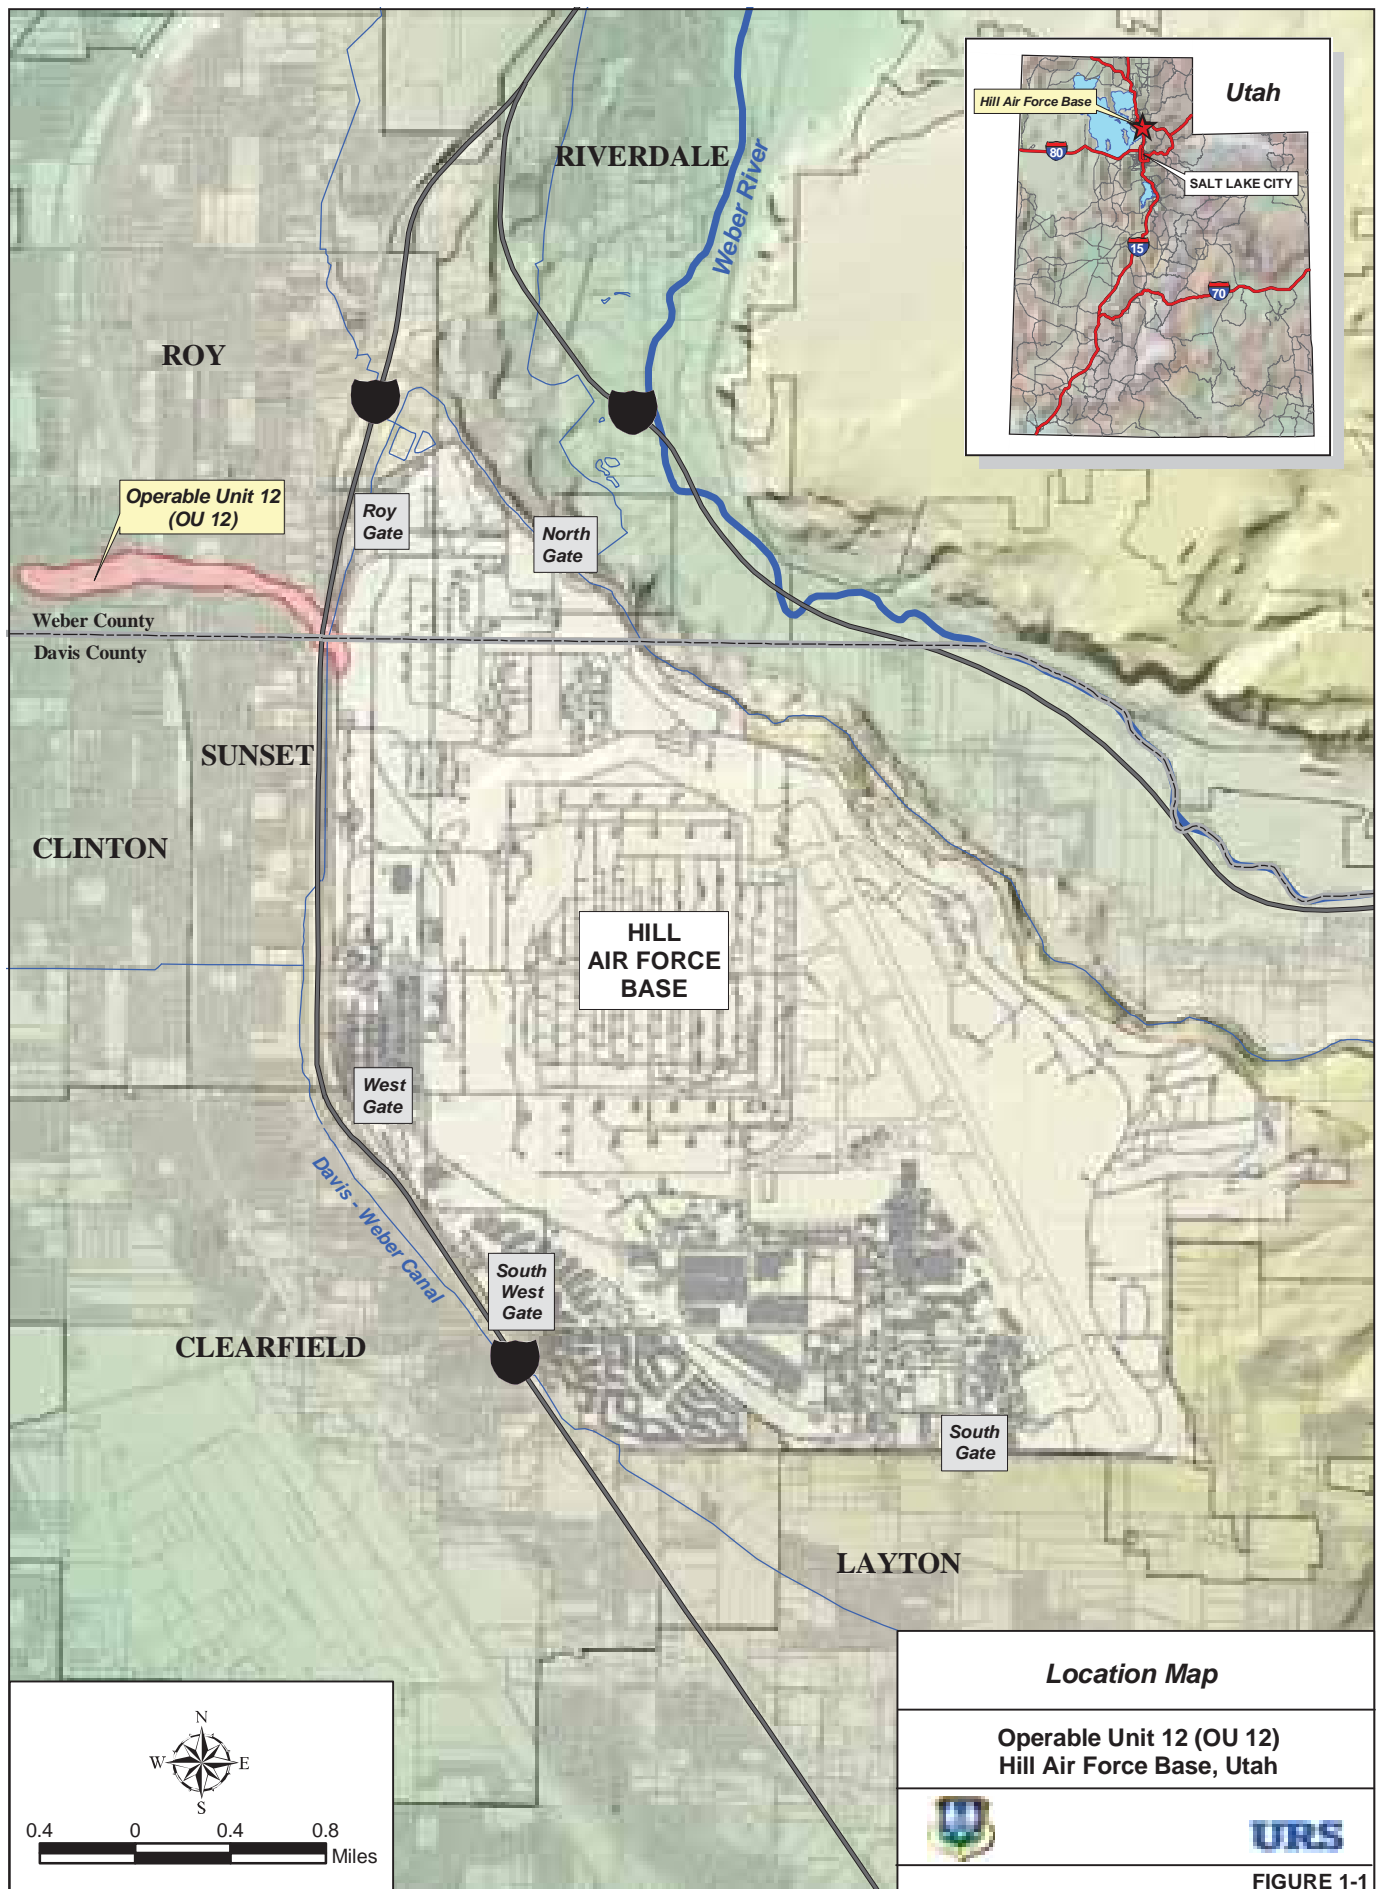 Utah
Hill Air Force Base
80
SALT LAKE CITY
15
70
RIVERDALE
Weber River
ROY
Operable Unit 12
(OU 12)
Roy
Gate
North
Gate
Weber County
Davis County
SUNSET
CLINTON
HILL
AIR FORCE
BASE
West
Gate
Davis - Weber Canal
South
West
Gate
CLEARFIELD
South
Gate
LAYTON
Location Map
Operable Unit 12 (OU 12)
Hill Air Force Base, Utah
URS
FIGURE 1-1
N
W E
S
0.4 0 0.4 0.8
Miles